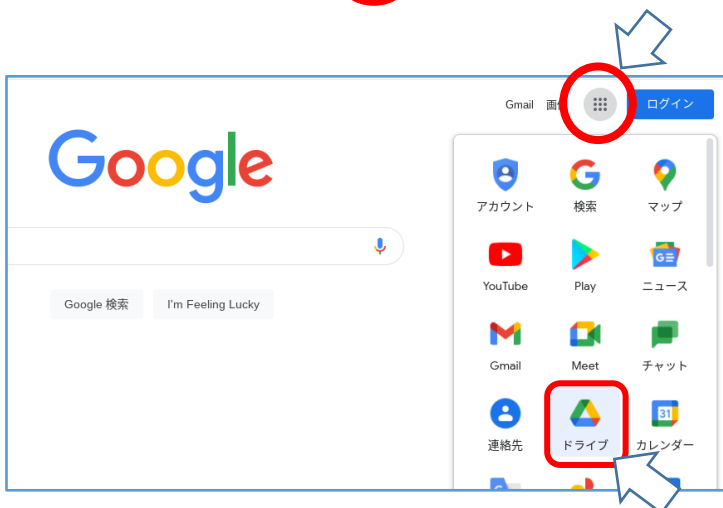 Gmail
ログイン
Google
アカウント 検索 マップ
YouTube Play ニュース
Google 検索 I'm Feeling Lucky
Gmail Meet チャット
31
連絡先 ドライブ カレンダー